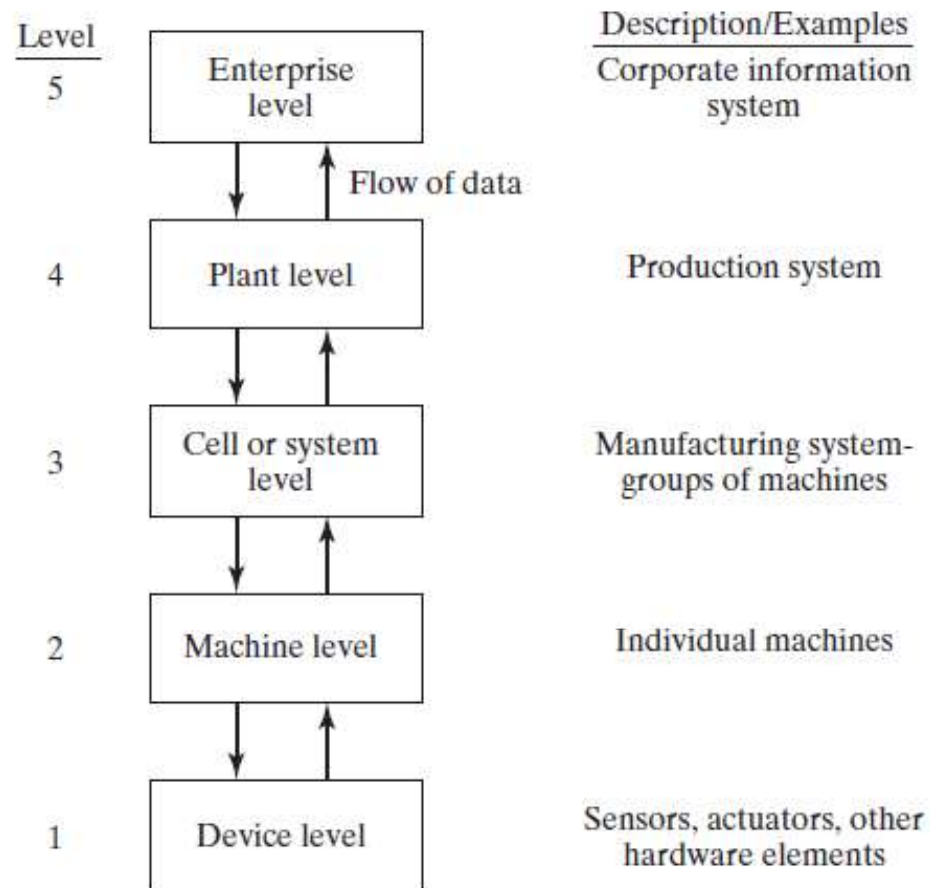 Level
Description/Examples
5
Enterprise
level
Corporate information
system
Flow of data
4
Plant level
Production system
3
Cell or system
level
Manufacturing system-
groups of machines
2
Machine level
Individual machines
1
Device level
Sensors, actuators, other
hardware elements